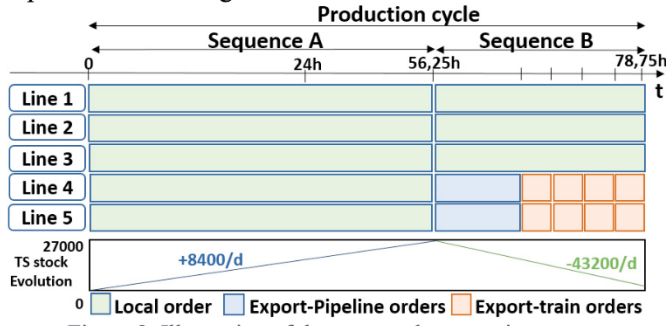 Production cycle
Sequence A Sequence B
0 24h 56,25h 78,75h
t
Line 1
Line 2
Line 3
Line 4
Line 5
27000
TS stock
Evolution
0
+8400/d -43200/d
Local order Export-Pipeline orders Export-train orders